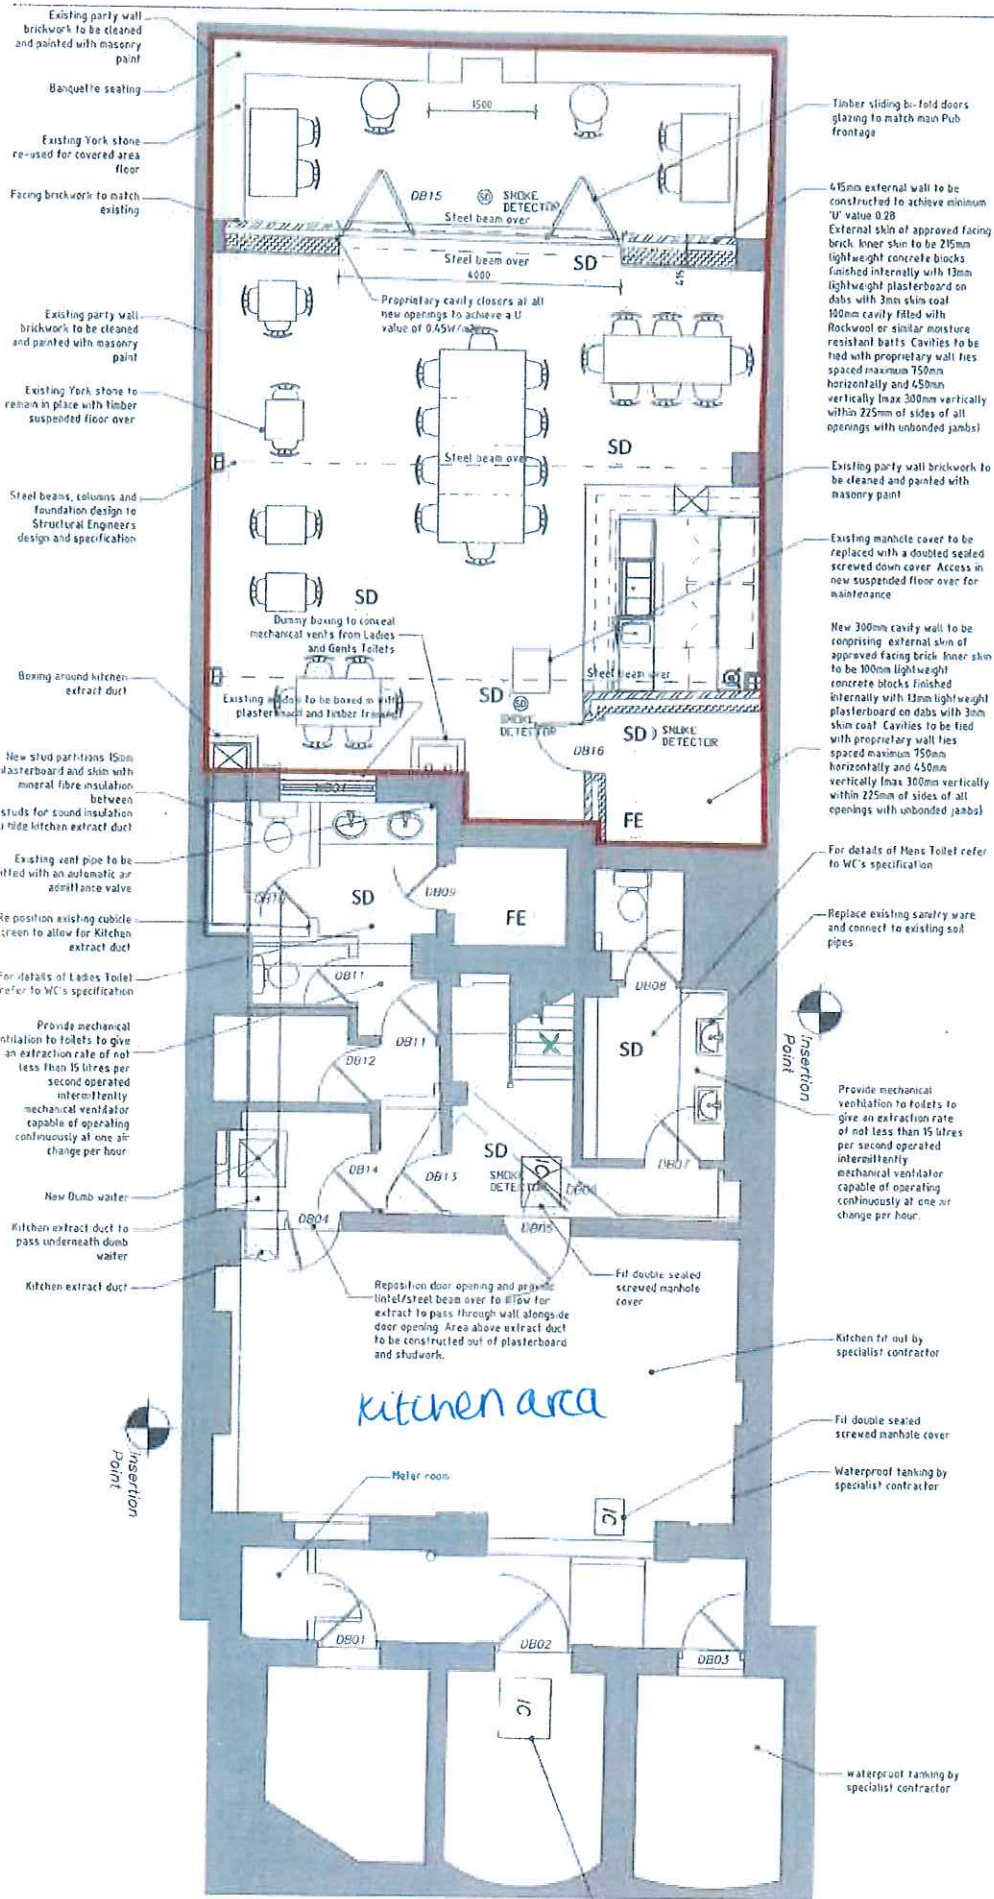 Existing party wall
brickwork to be cleaned
and painted with masonry
paint
Banquette seating
Existing York stone
re-used for covered area
floor
Facing brickwork to match
existing
Existing party wall
brickwork to be cleaned
and painted with masonry
paint
Existing York stone to
remain in place with timber
suspended floor over
Steel beams, columns and
foundation design to
Structural Engineers
design and specification
Boxing around kitchen
extract duct
New stud partitions 15mm
plasterboard and skim with
mineral fibre insulation
between
studs for sound insulation
hide kitchen extract duct
Existing vent pipe to be
fitted with an automatic air
admittance valve
Re position existing cubicle
screen to allow for Kitchen
extract duct
For details of Ladies Toilet
refer to WC's specification
Provide mechanical
ventilation to toilets to give
an extraction rate of not
less than 15 litres per
second operated
intermittently
mechanical ventilator
capable of operating
continuously at one air
change per hour
New Dumb waiter
Kitchen extract duct to
pass underneath dumb
waiter
Kitchen extract duct
Insertion
Point
1500
DB15
SD
SMOKE
DETECTOR
Steel beam over
Steel beam over
SD
4000
415
Proprietary cavity closers at all
new openings to achieve a U
value of 0.45W/
Steel beam over
Steel beam over
SD
SD
Dummy boxing to conceal
mechanical vents from Ladies
and Gents Toilets
Existing window to be boxed in with
plasterboard and timber framing
Steel beam over
SD
SD
SMOKE
DETECTOR
DB16
SD
SMOKE
DETECTOR
FE
DB10
SD
DB09
FE
DB11
DB11
DB12
DB08
SD
DB14
DB13
SD
SMOKE
DETECTOR
IC
DB06
DB07
DB04
DB05
Reposition door opening and provide
lintel/steel beam over to allow for
extract to pass through wall alongside
door opening. Area above extract duct
to be constructed out of plasterboard
and studwork.
Fit double sealed
screwed manhole
cover
Kitchen area
Meter room
IC
DB01
DB02
DB03
IC
Timber sliding bi-fold doors
glazing to match main Pub
frontage
415mm external wall to be
constructed to achieve minimum
'U' value 0.28
External skin of approved facing
brick. Inner skin to be 215mm
lightweight concrete blocks
finished internally with 13mm
lightweight plasterboard on
dabs with 3mm skim coat
100mm cavity filled with
Rockwool or similar moisture
resistant batts. Cavities to be
tied with proprietary wall ties
spaced maximum 750mm
horizontally and 450mm
vertically (max 300mm vertically
within 225mm of sides of all
openings with unbonded jambs)
Existing party wall brickwork to
be cleaned and painted with
masonry paint
Existing manhole cover to be
replaced with a doubled sealed
screwed down cover. Access in
new suspended floor over for
maintenance
New 300mm cavity wall to be
comprising external skin of
approved facing brick. Inner skin
to be 100mm lightweight
concrete blocks finished
internally with 13mm lightweight
plasterboard on dabs with 3mm
skim coat. Cavities to be tied
with proprietary wall ties
spaced maximum 750mm
horizontally and 450mm
vertically (max 300mm vertically
within 225mm of sides of all
openings with unbonded jambs)
For details of Mens Toilet refer
to WC's specification
Replace existing sanitry ware
and connect to existing soil
pipes
Insertion
Point
Provide mechanical
ventilation to toilets to
give an extraction rate
of not less than 15 litres
per second operated
intermittently
mechanical ventilator
capable of operating
continuously at one air
change per hour.
Kitchen fit out by
specialist contractor
Fit double sealed
screwed manhole cover
Waterproof tanking by
specialist contractor
waterproof tanking by
specialist contractor